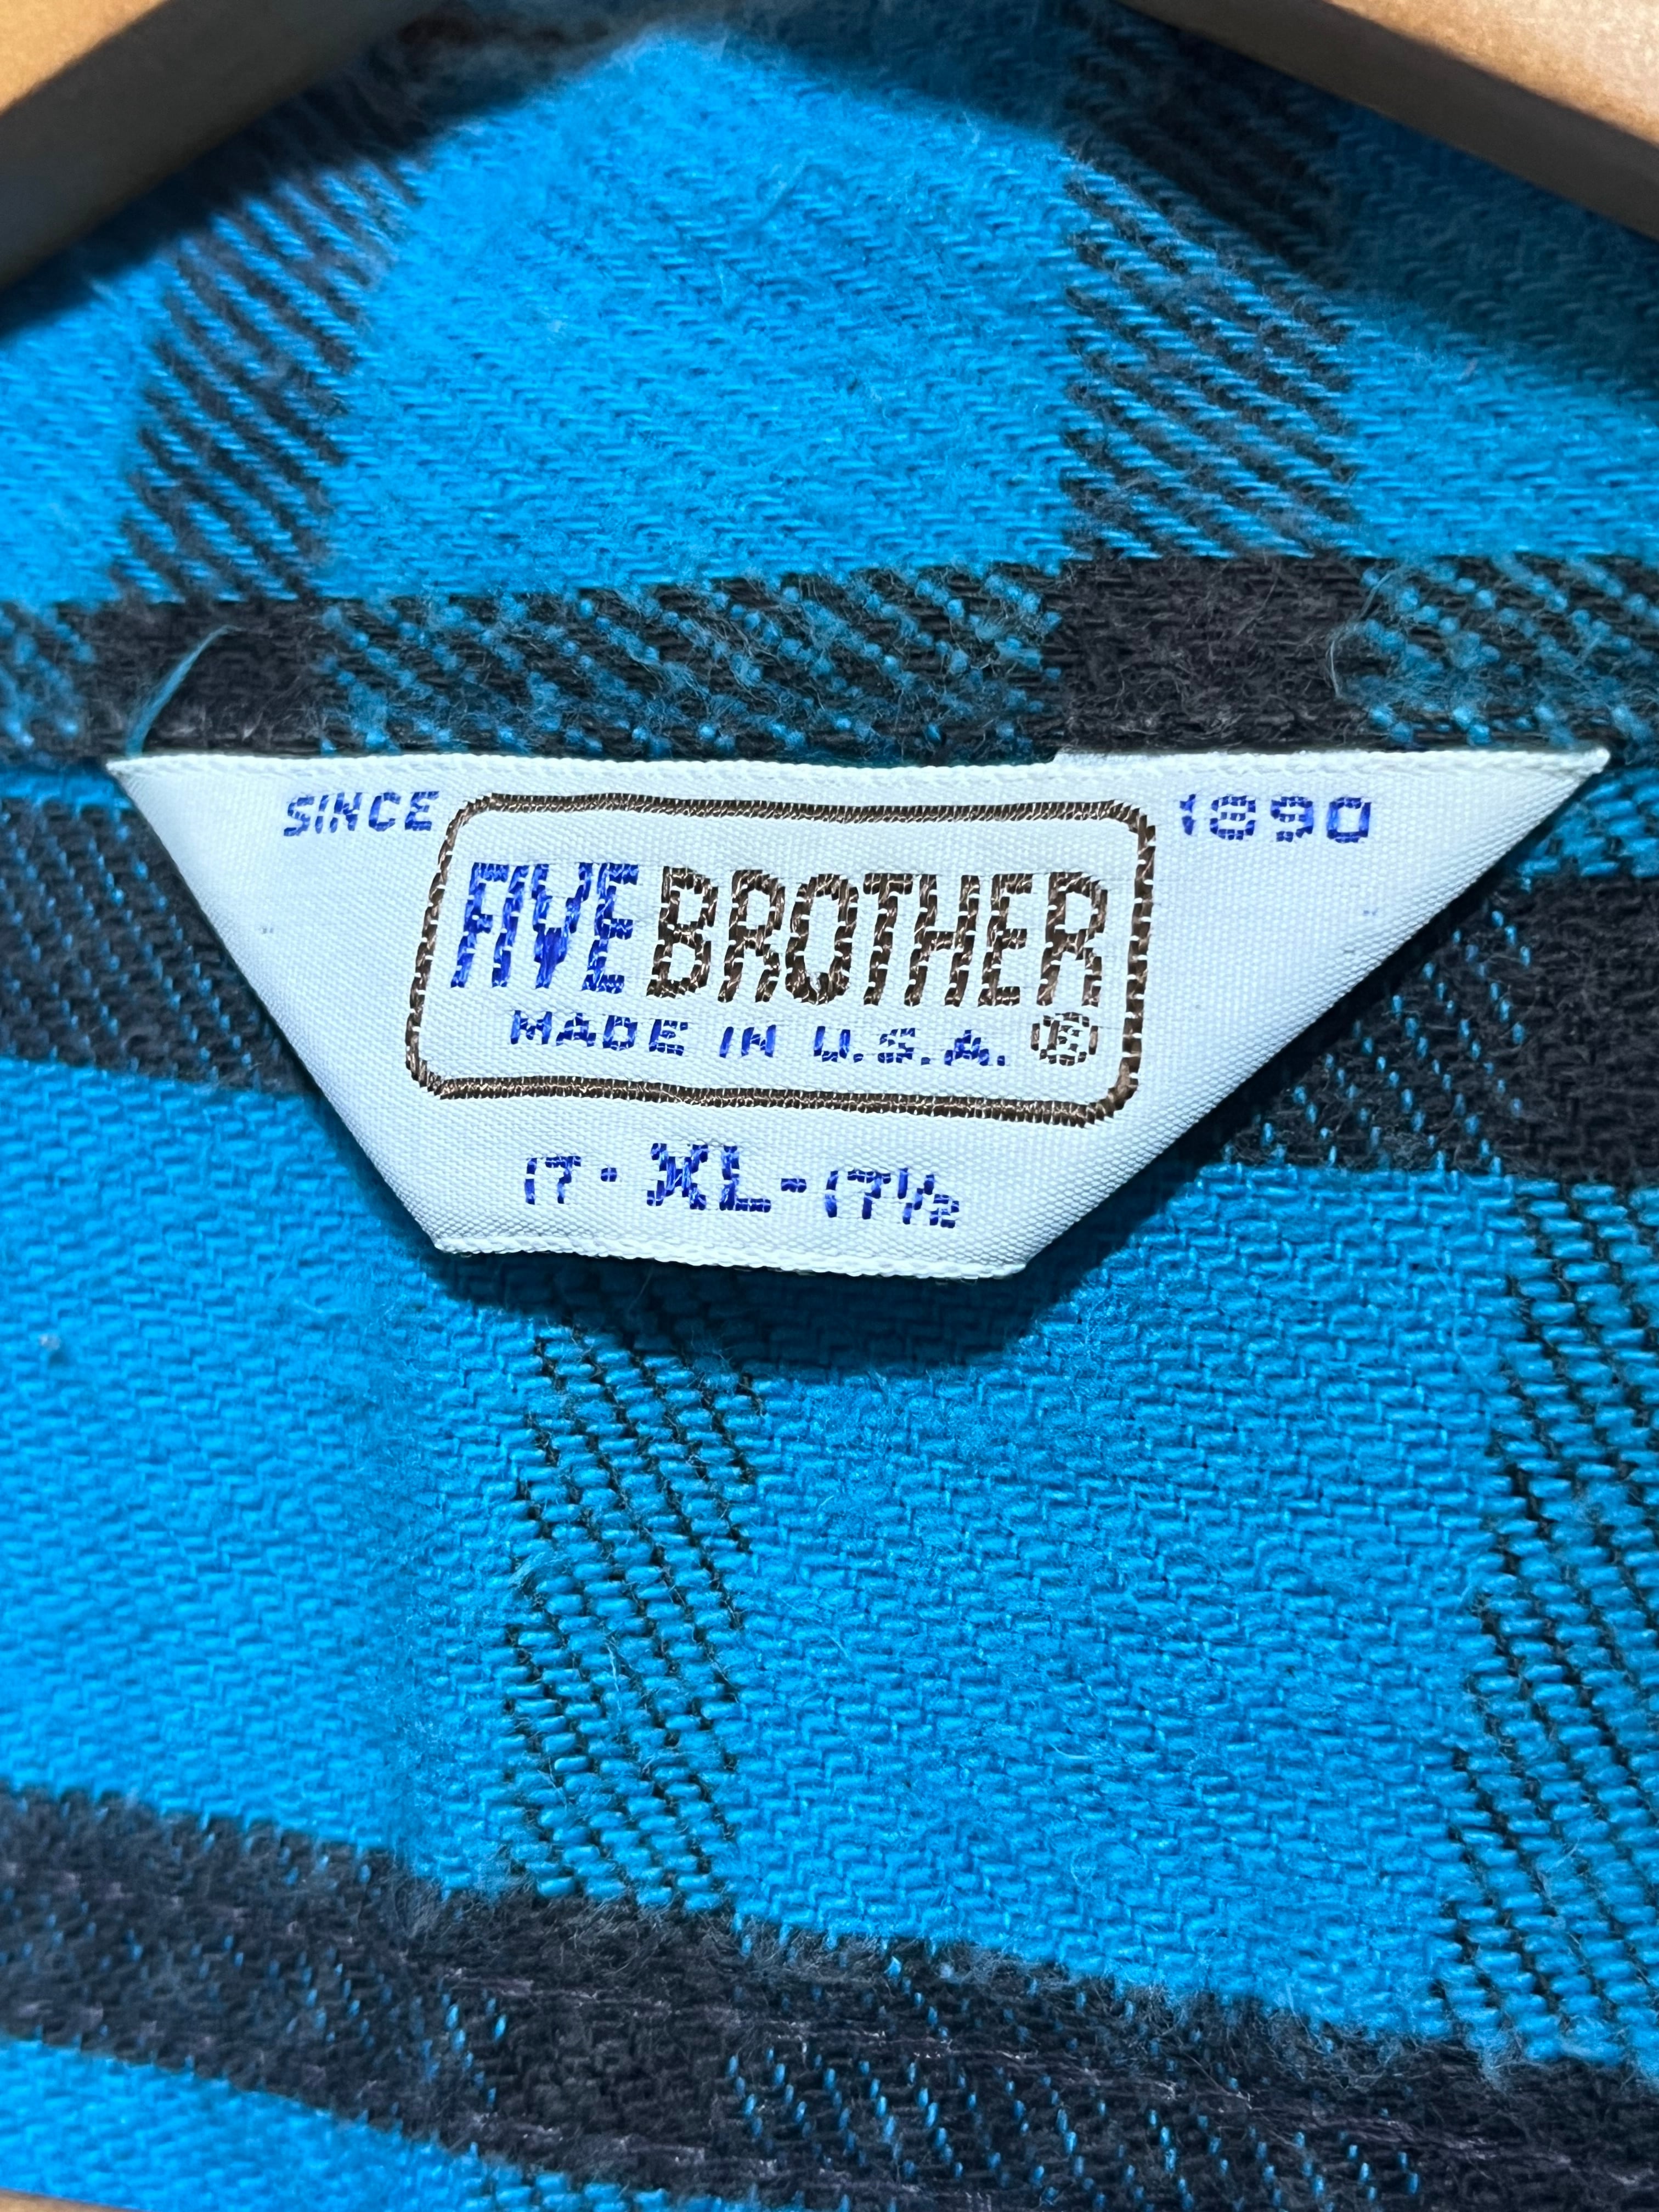 SINCE 1890
FIVE BROTHER
MADE IN U.S.A. ®
17 · XL - 17½